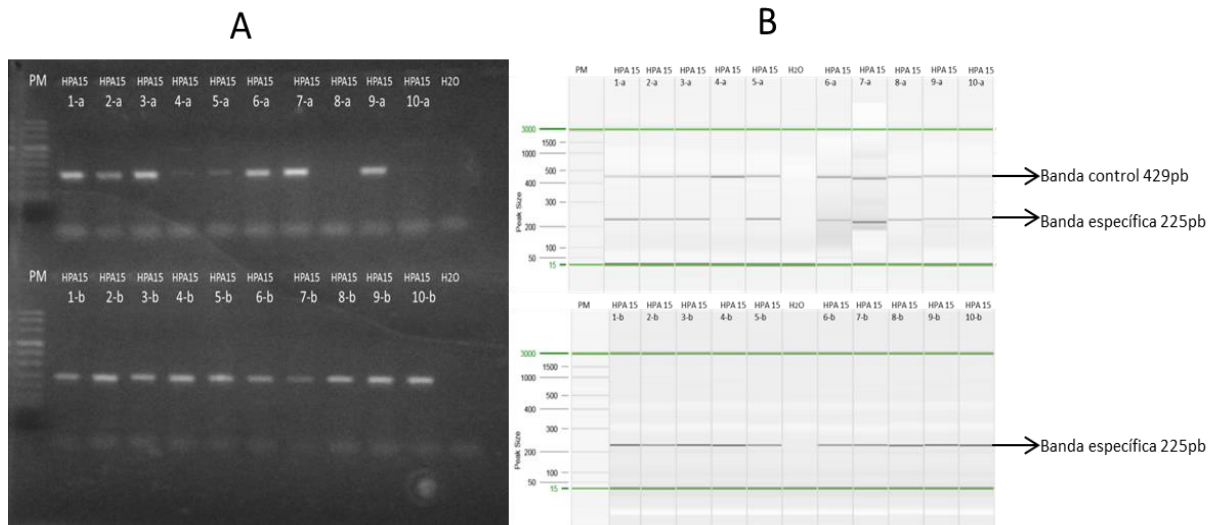 A
PM HPA15 HPA15 HPA15 HPA15 HPA15 HPA15 HPA15 HPA15 HPA15 HPA15 H2O
1-a 2-a 3-a 4-a 5-a 6-a 7-a 8-a 9-a 10-a
PM HPA15 HPA15 HPA15 HPA15 HPA15 HPA15 HPA15 HPA15 HPA15 HPA15 H2O
1-b 2-b 3-b 4-b 5-b 6-b 7-b 8-b 9-b 10-b
B
PM HPA 15 HPA 15 HPA 15 HPA 15 HPA 15 H2O HPA 15 HPA 15 HPA 15 HPA 15 HPA 15
1-a 2-a 3-a 4-a 5-a 6-a 7-a 8-a 9-a 10-a
3000
1500
1000
500
400
300
200
100
50
15
Peak Size
Banda control 429pb
Banda específica 225pb
PM HPA 15 HPA 15 HPA 15 HPA 15 HPA 15 H2O HPA 15 HPA 15 HPA 15 HPA 15 HPA 15
1-b 2-b 3-b 4-b 5-b 6-b 7-b 8-b 9-b 10-b
3000
1500
1000
500
400
300
200
100
50
15
Peak Size
Banda específica 225pb